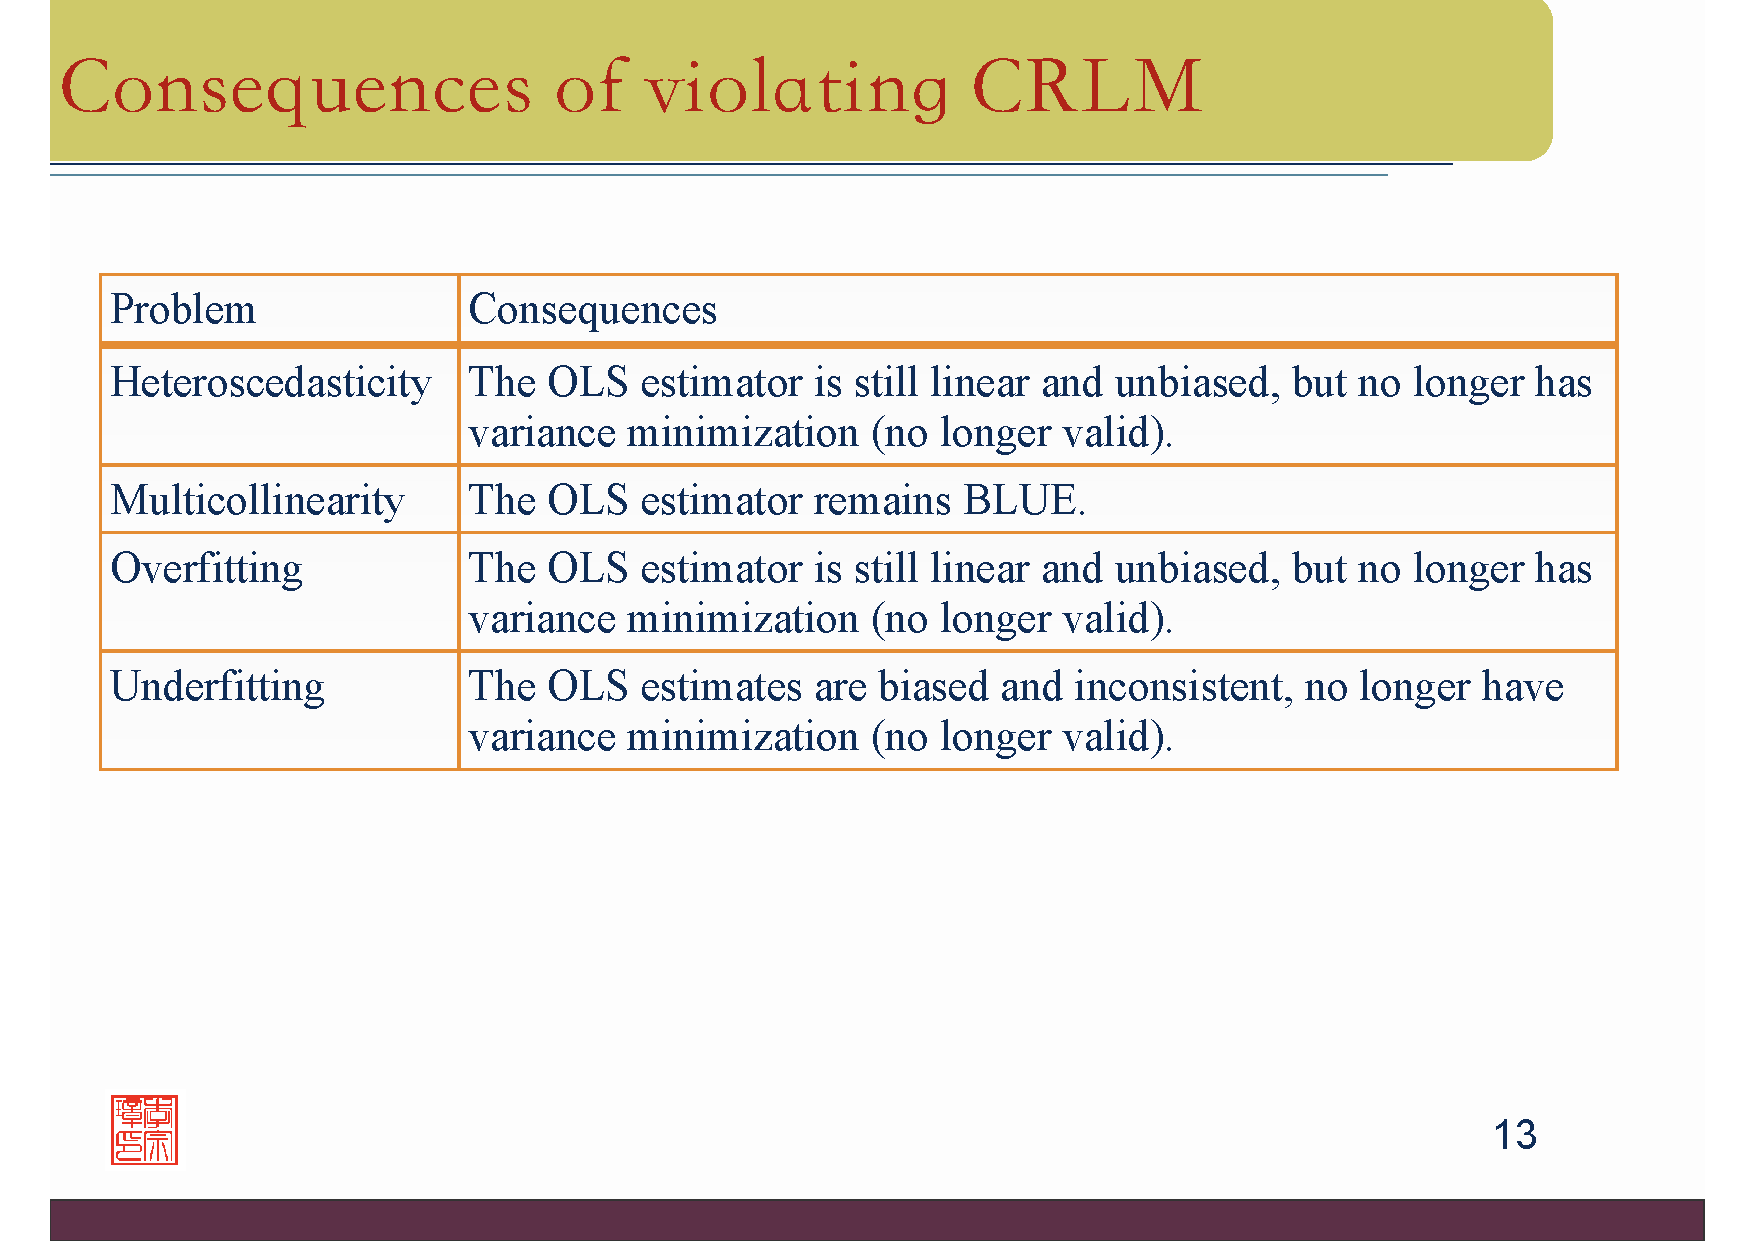 Consequences of violating CRLM
Problem
Consequences
Heteroscedasticity
The OLS estimator is still linear and unbiased, but no longer has
variance minimization (no longer valid).
Multicollinearity
The OLS estimator remains BLUE.
Overfitting
The OLS estimator is still linear and unbiased, but no longer has
variance minimization (no longer valid).
Underfitting
The OLS estimates are biased and inconsistent, no longer have
variance minimization (no longer valid).
13